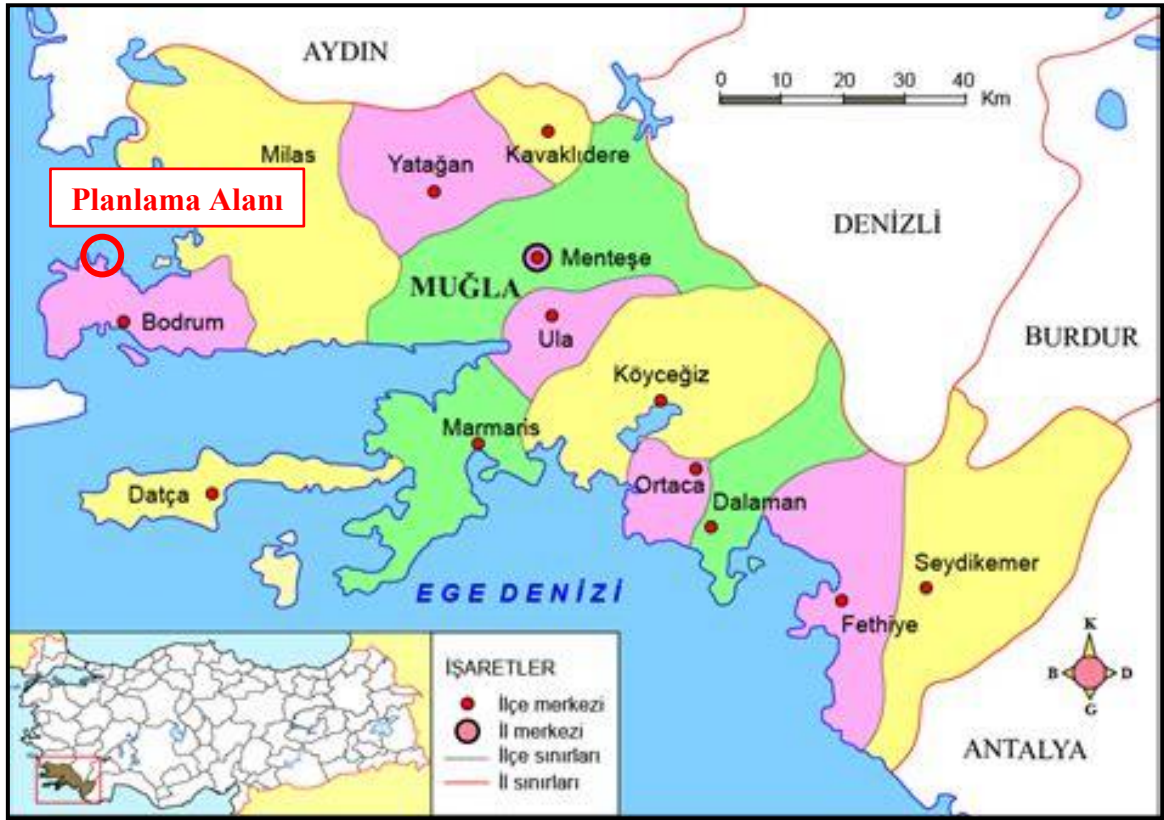 AYDIN
0 10 20 30 40
Km
Milas
Kavaklıdere
Yatağan
Planlama Alanı
DENİZLİ
Menteşe
MUĞLA
Bodrum
Ula
BURDUR
Köyceğiz
Marmaris
Ortaca
Datça
Dalaman
Seydikemer
EGE DENİZİ
Fethiye
K
B D
G
İŞARETLER
İlçe merkezi
İl merkezi
İlçe sınırları
İl sınırları
ANTALYA